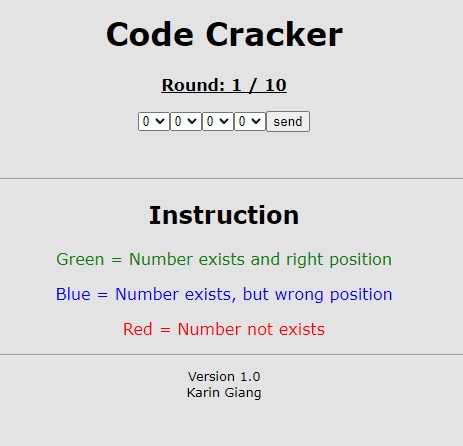 Code Cracker
Round: 1 / 10
0 0 0 0 send
Instruction
Green = Number exists and right position
Blue = Number exists, but wrong position
Red = Number not exists
Version 1.0
Karin Giang